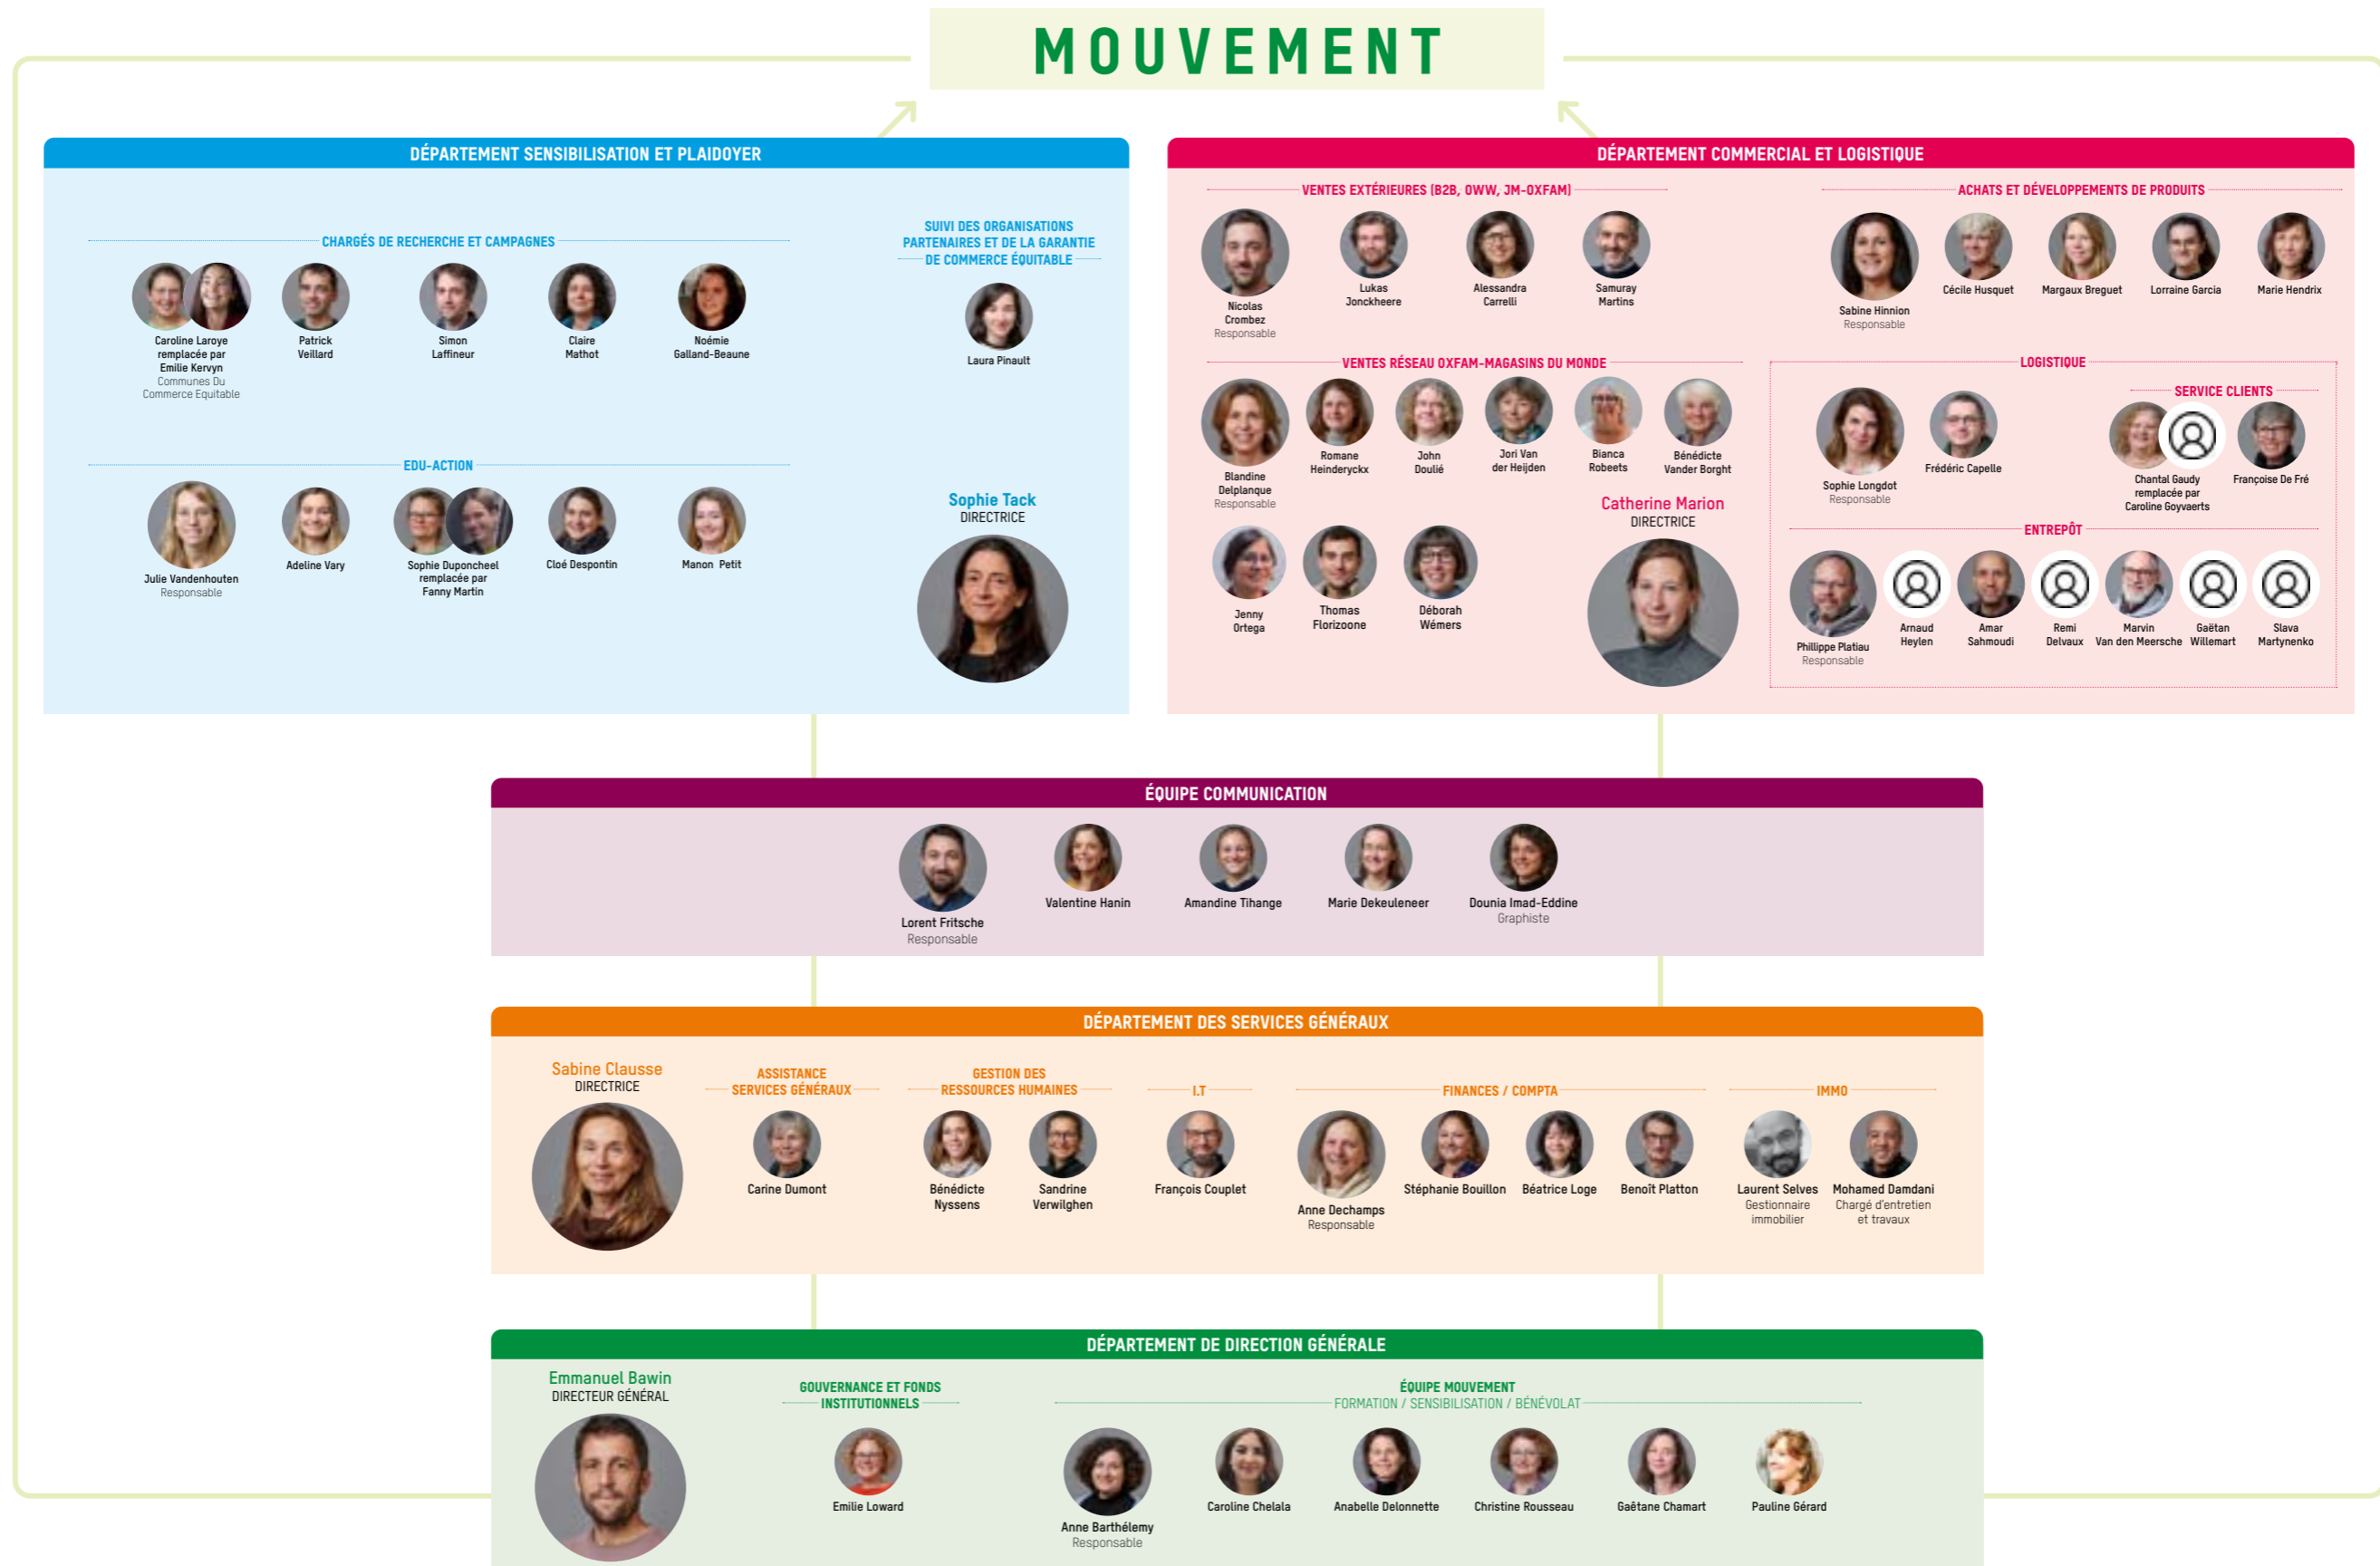 MOUVEMENT
DÉPARTEMENT SENSIBILISATION ET PLAIDOYER
CHARGÉS DE RECHERCHE ET CAMPAGNES
Caroline Laroye
remplacée par
Emilie Kervyn
Communes Du
Commerce Equitable
Patrick
Veillard
Simon
Laffineur
Claire
Mathot
Noémie
Galland-Beaune
SUIVI DES ORGANISATIONS
PARTENAIRES ET DE LA GARANTIE
DE COMMERCE ÉQUITABLE
Laura Pinault
EDU-ACTION
Julie Vandenhouten
Responsable
Adeline Vary
Sophie Duponcheel
remplacée par
Fanny Martin
Cloé Despontin
Manon Petit
Sophie Tack
DIRECTRICE
DÉPARTEMENT COMMERCIAL ET LOGISTIQUE
VENTES EXTÉRIEURES (B2B, OWW, JM-OXFAM)
Nicolas
Crombez
Responsable
Lukas
Jonckheere
Alessandra
Carrelli
Samuray
Martins
ACHATS ET DÉVELOPPEMENTS DE PRODUITS
Sabine Hinnion
Responsable
Cécile Husquet
Margaux Breguet
Lorraine Garcia
Marie Hendrix
VENTES RÉSEAU OXFAM-MAGASINS DU MONDE
Blandine
Delplanque
Responsable
Romane
Heinderyckx
John
Doulié
Jori Van
der Heijden
Bianca
Robeets
Bénédicte
Vander Borght
Jenny
Ortega
Thomas
Florizoone
Déborah
Wémers
Catherine Marion
DIRECTRICE
LOGISTIQUE
Sophie Longdot
Responsable
Frédéric Capelle
SERVICE CLIENTS
Chantal Gaudy
remplacée par
Caroline Goyvaerts
Françoise De Fré
ENTREPÔT
Phillippe Platiau
Responsable
Arnaud
Heylen
Amar
Sahmoudi
Remi
Delvaux
Marvin
Van den Meersche
Gaëtan
Willemart
Slava
Martynenko
ÉQUIPE COMMUNICATION
Lorent Fritsche
Responsable
Valentine Hanin
Amandine Tihange
Marie Dekeuleneer
Dounia Imad-Eddine
Graphiste
DÉPARTEMENT DES SERVICES GÉNÉRAUX
Sabine Clausse
DIRECTRICE
ASSISTANCE
SERVICES GÉNÉRAUX
Carine Dumont
GESTION DES
RESSOURCES HUMAINES
Bénédicte
Nyssens
Sandrine
Verwilghen
I.T
François Couplet
FINANCES / COMPTA
Anne Dechamps
Responsable
Stéphanie Bouillon
Béatrice Loge
Benoît Platton
IMMO
Laurent Selves
Gestionnaire
immobilier
Mohamed Damdani
Chargé d'entretien
et travaux
DÉPARTEMENT DE DIRECTION GÉNÉRALE
Emmanuel Bawin
DIRECTEUR GÉNÉRAL
GOUVERNANCE ET FONDS
INSTITUTIONNELS
Emilie Loward
ÉQUIPE MOUVEMENT
FORMATION / SENSIBILISATION / BÉNÉVOLAT
Anne Barthélemy
Responsable
Caroline Chelala
Anabelle Delonnette
Christine Rousseau
Gaêtane Chamart
Pauline Gérard